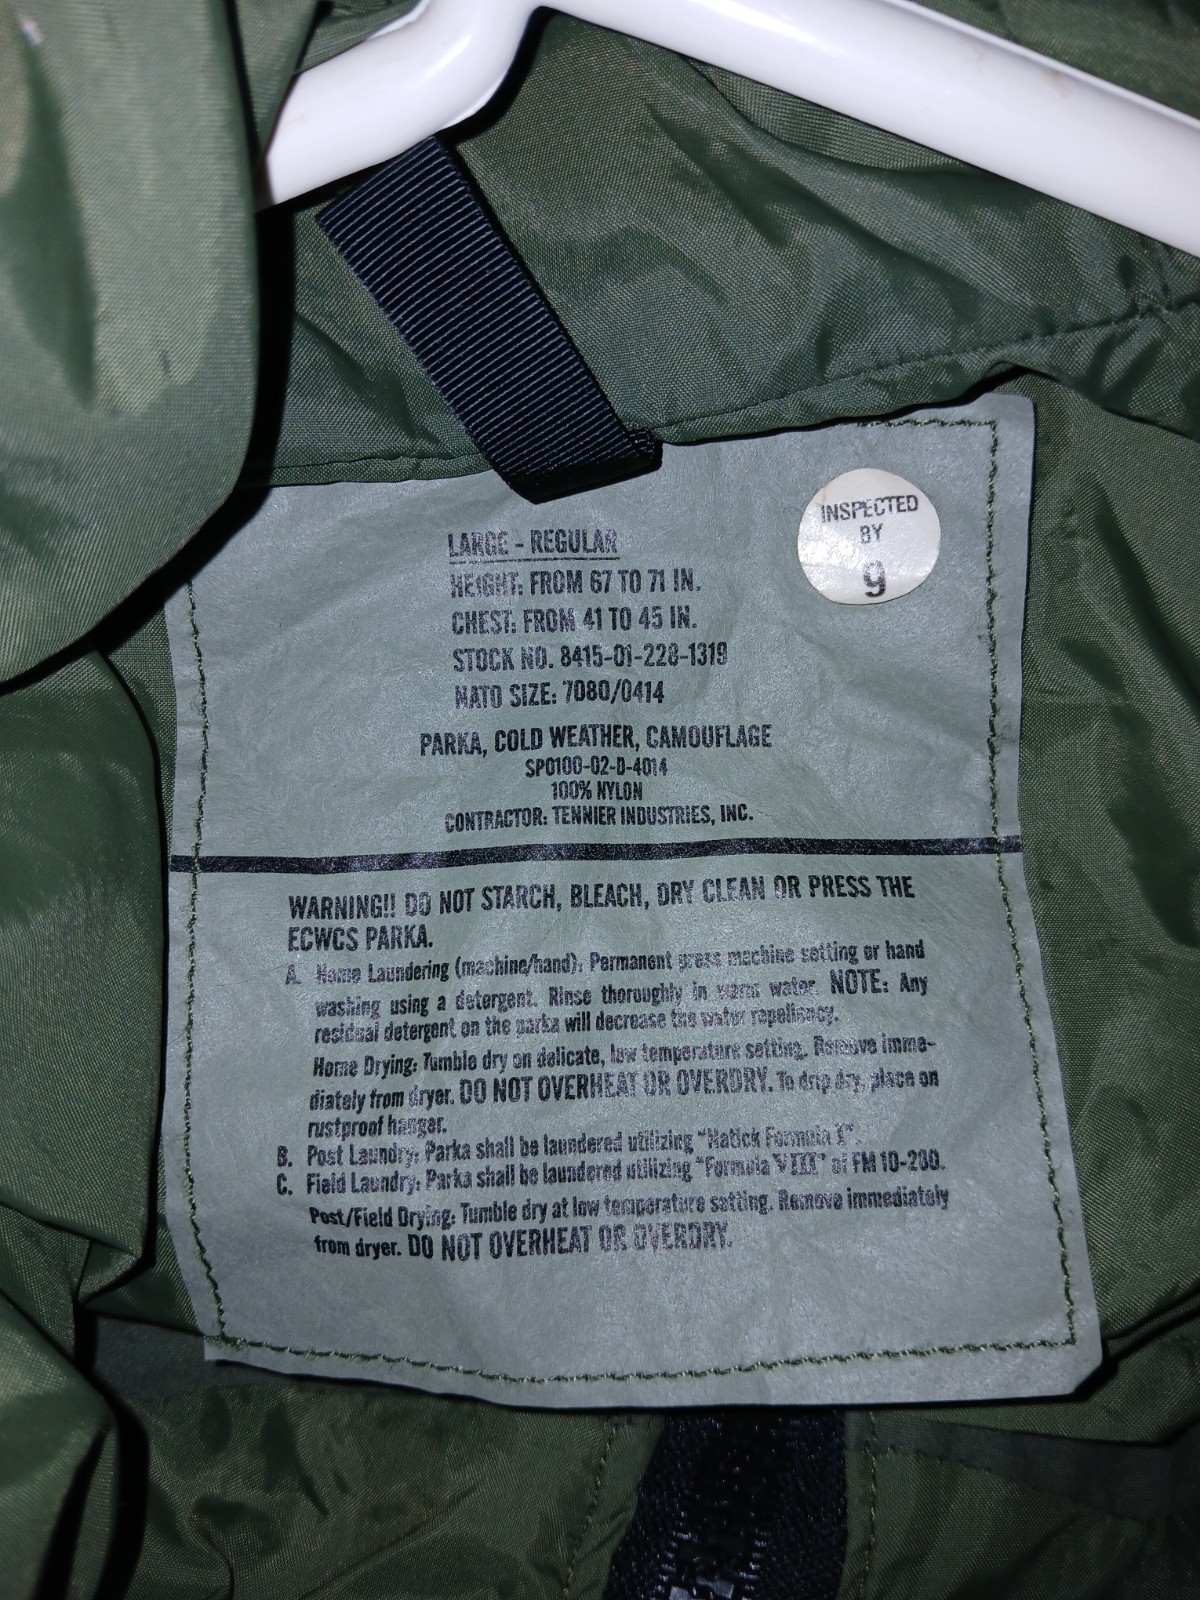 INSPECTED
BY
9
LARGE - REGULAR
HEIGHT: FROM 67 TO 71 IN.
CHEST: FROM 41 TO 45 IN.
STOCK NO. 8415-01-228-1319
NATO SIZE: 7080/0414
PARKA, COLD WEATHER, CAMOUFLAGE
SP0100-02-D-4014
100% NYLON
CONTRACTOR: TENNIER INDUSTRIES, INC.
WARNING!! DO NOT STARCH, BLEACH, DRY CLEAN OR PRESS THE
ECWCS PARKA.
A. Home Laundering (machine/hand): Permanent press machine setting or hand
washing using a detergent. Rinse thoroughly in warm water. NOTE: Any
residual detergent on the parka will decrease the water repellency.
Home Drying: Tumble dry on delicate, low temperature setting. Remove imme-
diately from dryer. DO NOT OVERHEAT OR OVERDRY. To drip dry, place on
rustproof hanger.
B. Post Laundry: Parka shall be laundered utilizing "Natick Formula X".
C. Field Laundry: Parka shall be laundered utilizing "Formula VIII" of FM 10-280.
Post/Field Drying: Tumble dry at low temperature setting. Remove immediately
from dryer. DO NOT OVERHEAT OR OVERDRY.